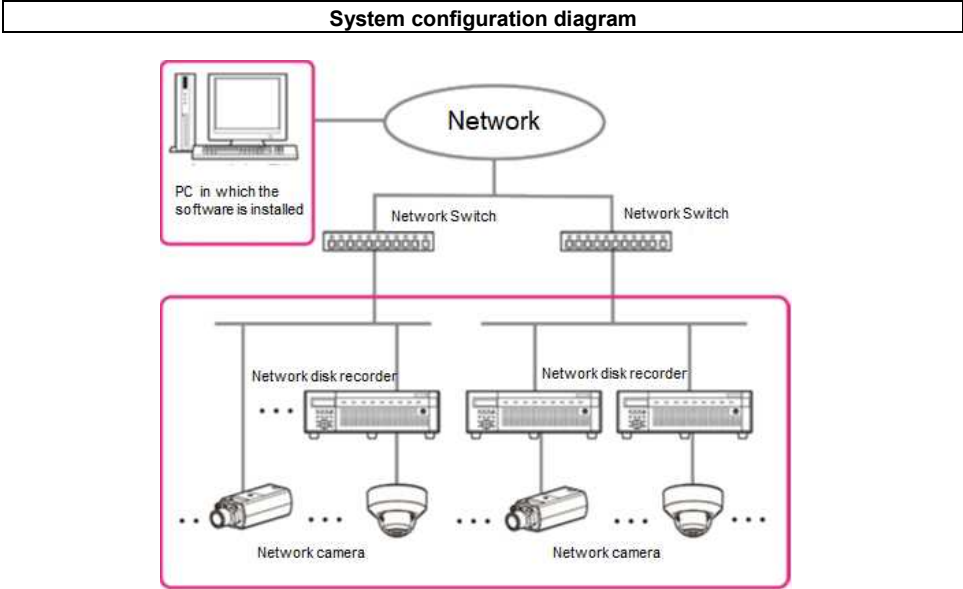 System configuration diagram
Network
PC in which the
software is installed
Network Switch
Network Switch
Network disk recorder
Network disk recorder
Network camera
Network camera